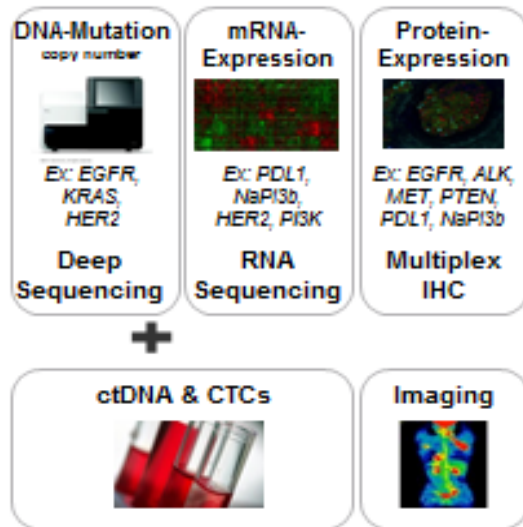 DNA-Mutation
copy number
Ex: EGFR,
KRAS,
HER2
Deep
Sequencing
mRNA-
Expression
Ex: PDL1,
NaPi3b,
HER2, PI3K
RNA
Sequencing
Protein-
Expression
Ex: EGFR, ALK,
MET, PTEN,
PDL1, NaPi3b
Multiplex
IHC
+
ctDNA & CTCs
Imaging